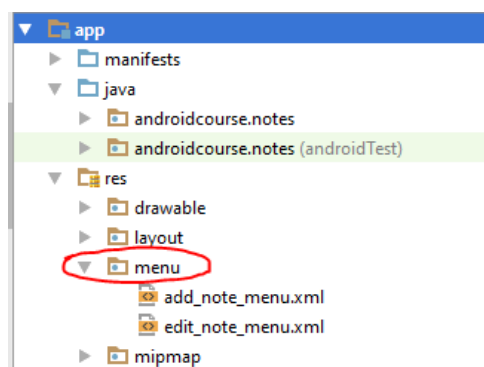 app
manifests
java
androidcourse.notes
androidcourse.notes (androidTest)
res
drawable
layout
menu
add_note_menu.xml
edit_note_menu.xml
mipmap